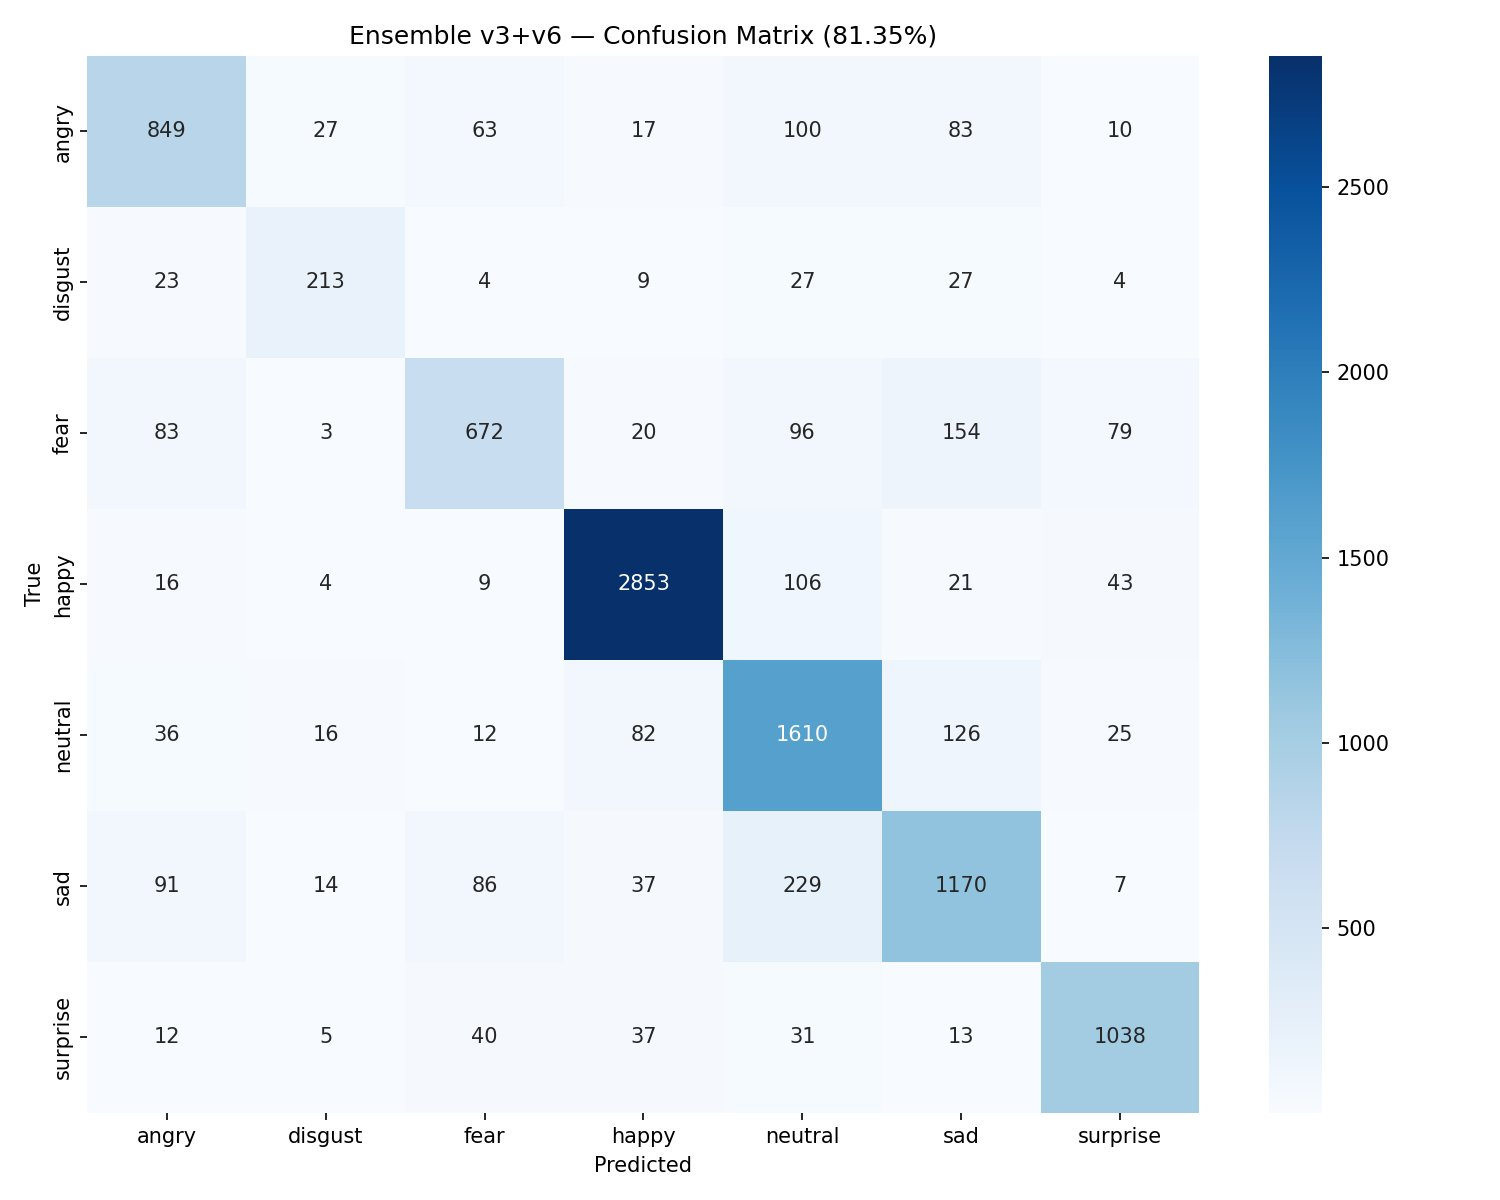 Ensemble v3+v6 — Confusion Matrix (81.35%)
True
angry 849 27 63 17 100 83 10
disgust 23 213 4 9 27 27 4
fear 83 3 672 20 96 154 79
happy 16 4 9 2853 106 21 43
neutral 36 16 12 82 1610 126 25
sad 91 14 86 37 229 1170 7
surprise 12 5 40 37 31 13 1038
angry disgust fear happy neutral sad surprise
Predicted
2500
2000
1500
1000
500